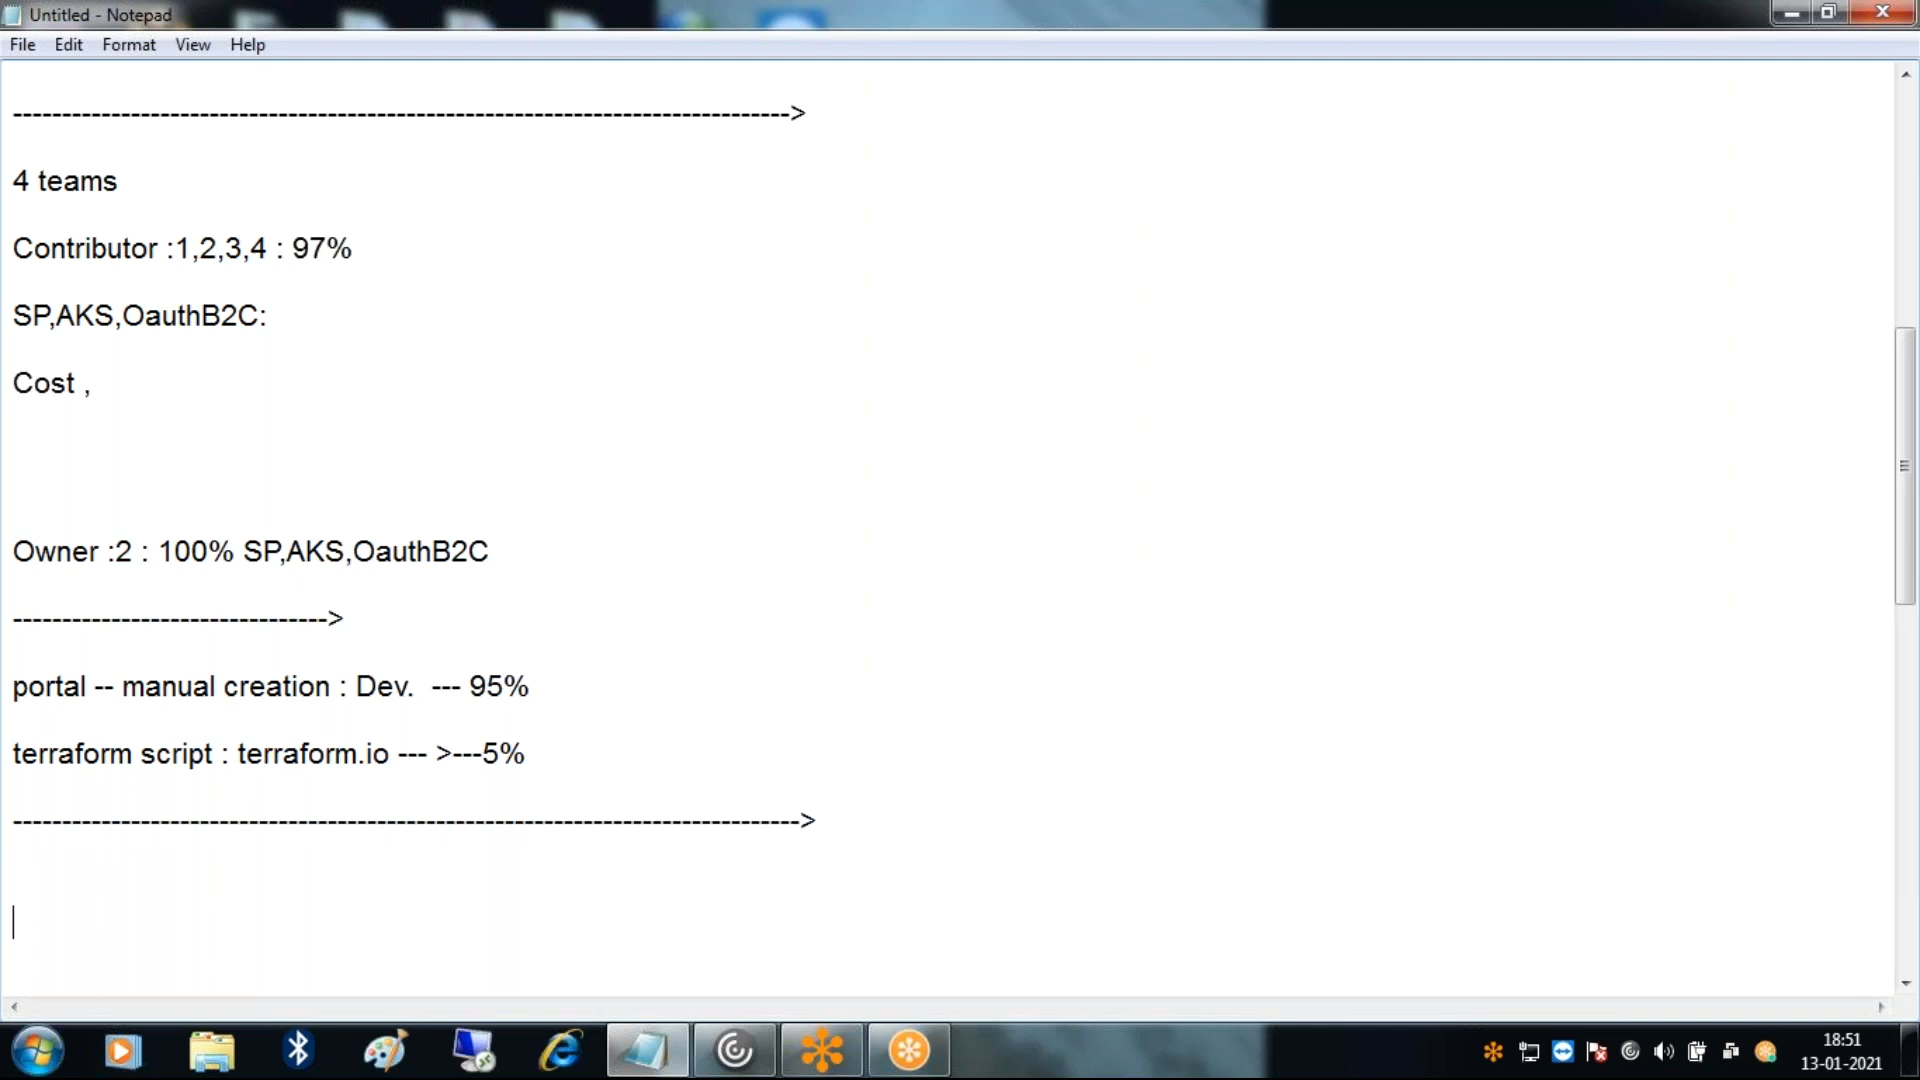 Untitled - Notepad
File Edit Format View Help
------------------------------------------------------------------------------->
4 teams
Contributor :1,2,3,4 : 97%
SP,AKS,OauthB2C:
Cost ,
Owner :2 : 100% SP,AKS,OauthB2C
-------------------------------->
portal -- manual creation : Dev.  --- 95%
terraform script : terraform.io --- >---5%
-------------------------------------------------------------------------------->
18:51
13-01-2021